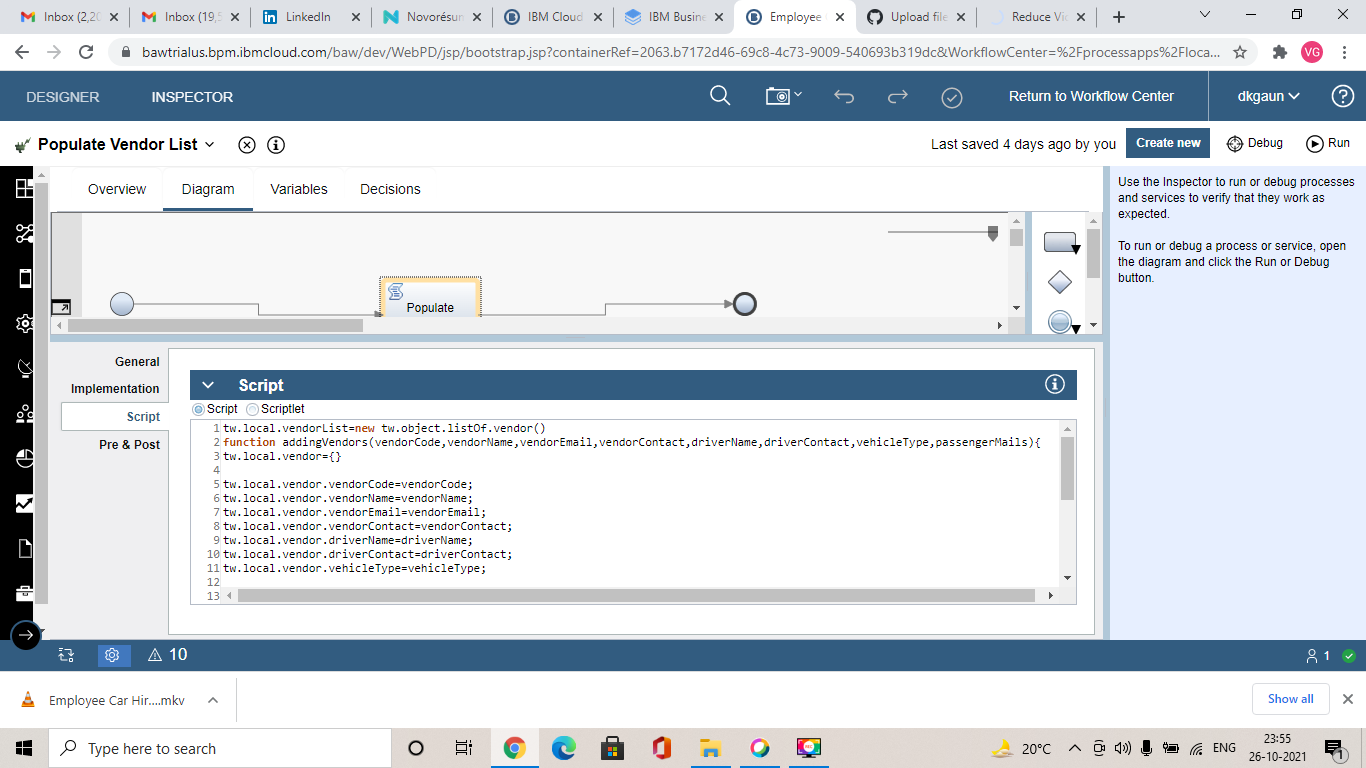 Inbox (2,20
Inbox (19,5
LinkedIn
Novorésum
IBM Cloud
IBM Busine
Employee
Upload file
Reduce Vid
bawtrialus.bpm.ibmcloud.com/baw/dev/WebPD/jsp/bootstrap.jsp?containerRef=2063.b7172d46-69c8-4c73-9009-540693b319dc&WorkflowCenter=%2Fprocessapps%2Floca...
VG
DESIGNER
INSPECTOR
Return to Workflow Center
dkgaun
Populate Vendor List
Last saved 4 days ago by you
Create new
Debug
Run
Overview
Diagram
Variables
Decisions
Use the Inspector to run or debug processes
and services to verify that they work as
expected.
To run or debug a process or service, open
the diagram and click the Run or Debug
button.
Populate
General
Implementation
Script
Pre & Post
Script
Script
Scriptlet
1 tw.local.vendorList=new tw.object.listOf.vendor()
2 function addingVendors(vendorCode,vendorName,vendorEmail,vendorContact,driverName,driverContact,vehicleType,passengerMails){
3 tw.local.vendor={}
4
5 tw.local.vendor.vendorCode=vendorCode;
6 tw.local.vendor.vendorName=vendorName;
7 tw.local.vendor.vendorEmail=vendorEmail;
8 tw.local.vendor.vendorContact=vendorContact;
9 tw.local.vendor.driverName=driverName;
10 tw.local.vendor.driverContact=driverContact;
11 tw.local.vendor.vehicleType=vehicleType;
12
13
10
1
Employee Car Hir....mkv
Show all
Type here to search
20°C
ENG
23:55
26-10-2021
1